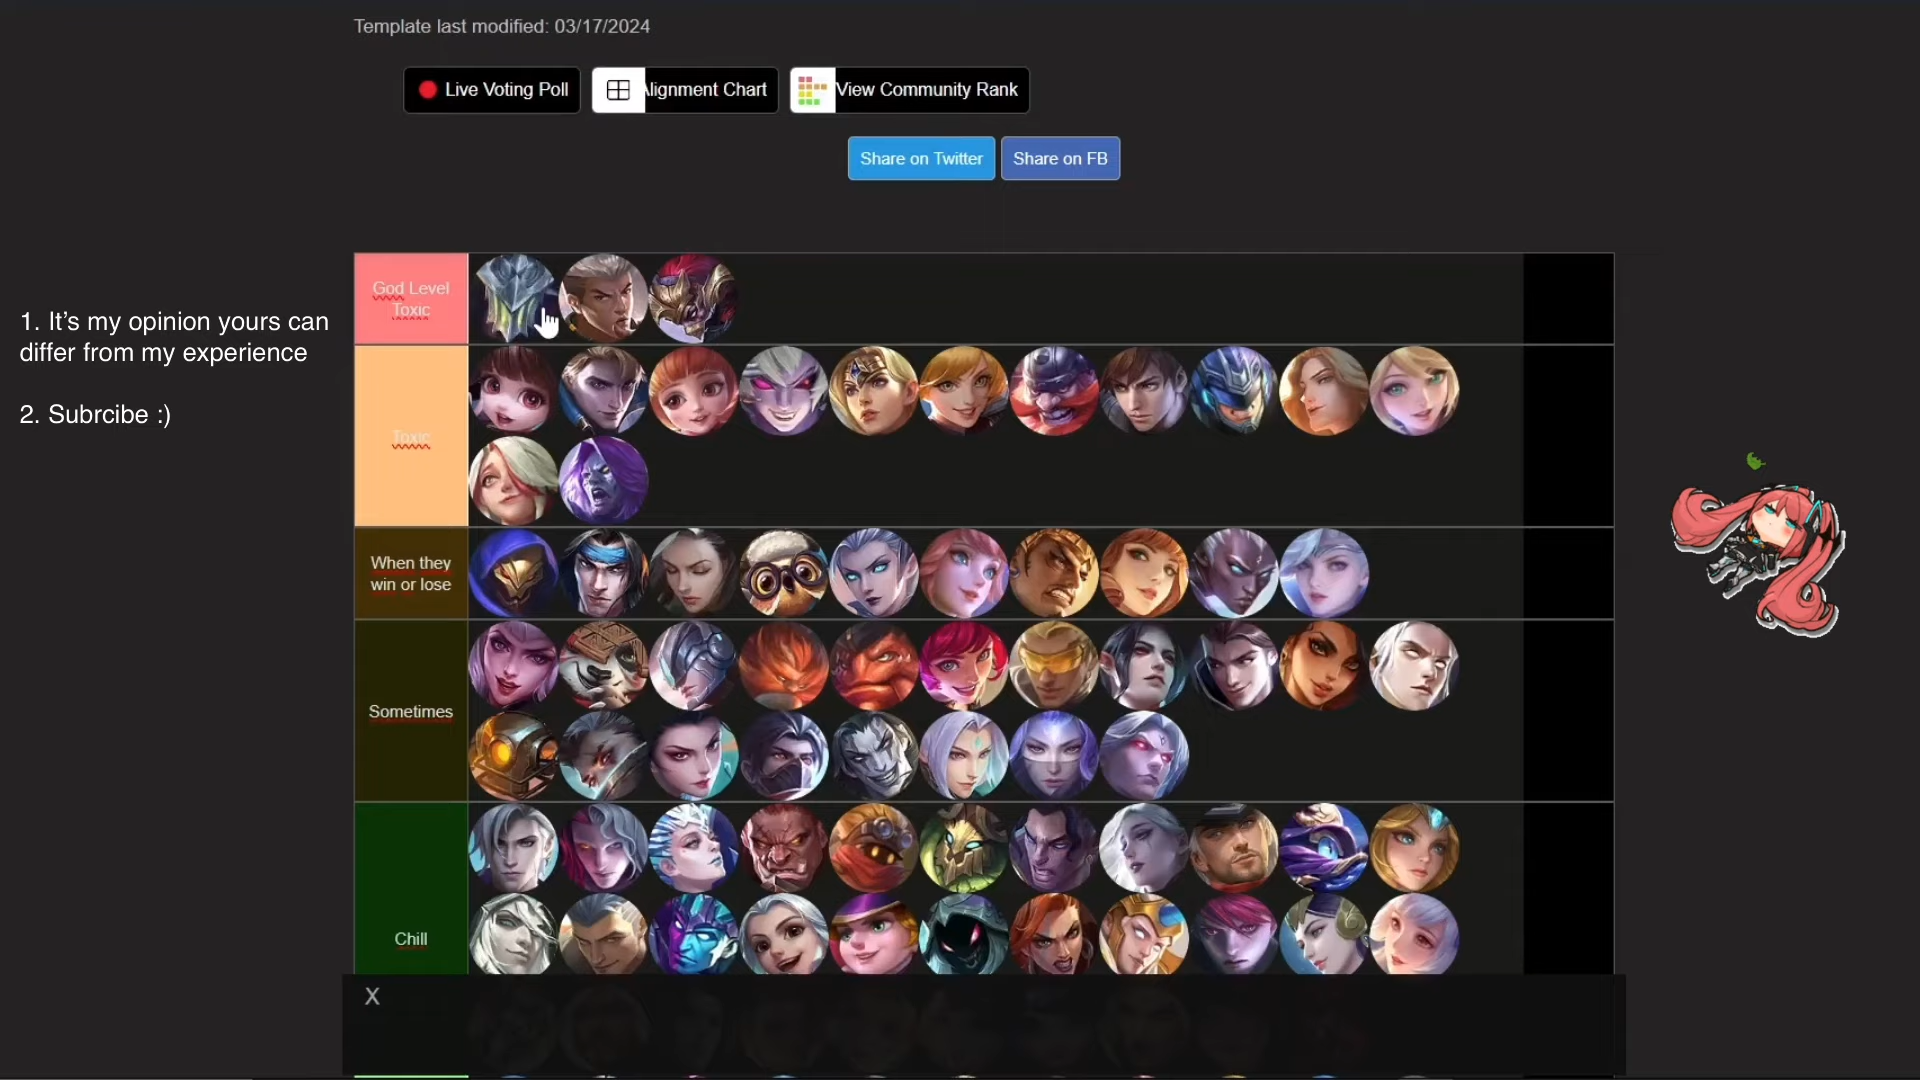 Template last modified: 03/17/2024
Live Voting Poll
lignment Chart
View Community Rank
Share on Twitter
Share on FB
1. It's my opinion yours can
differ from my experience
2. Subrcibe :)
God Level
Toxic
Toxic
When they
win or lose
Sometimes
Chill
X